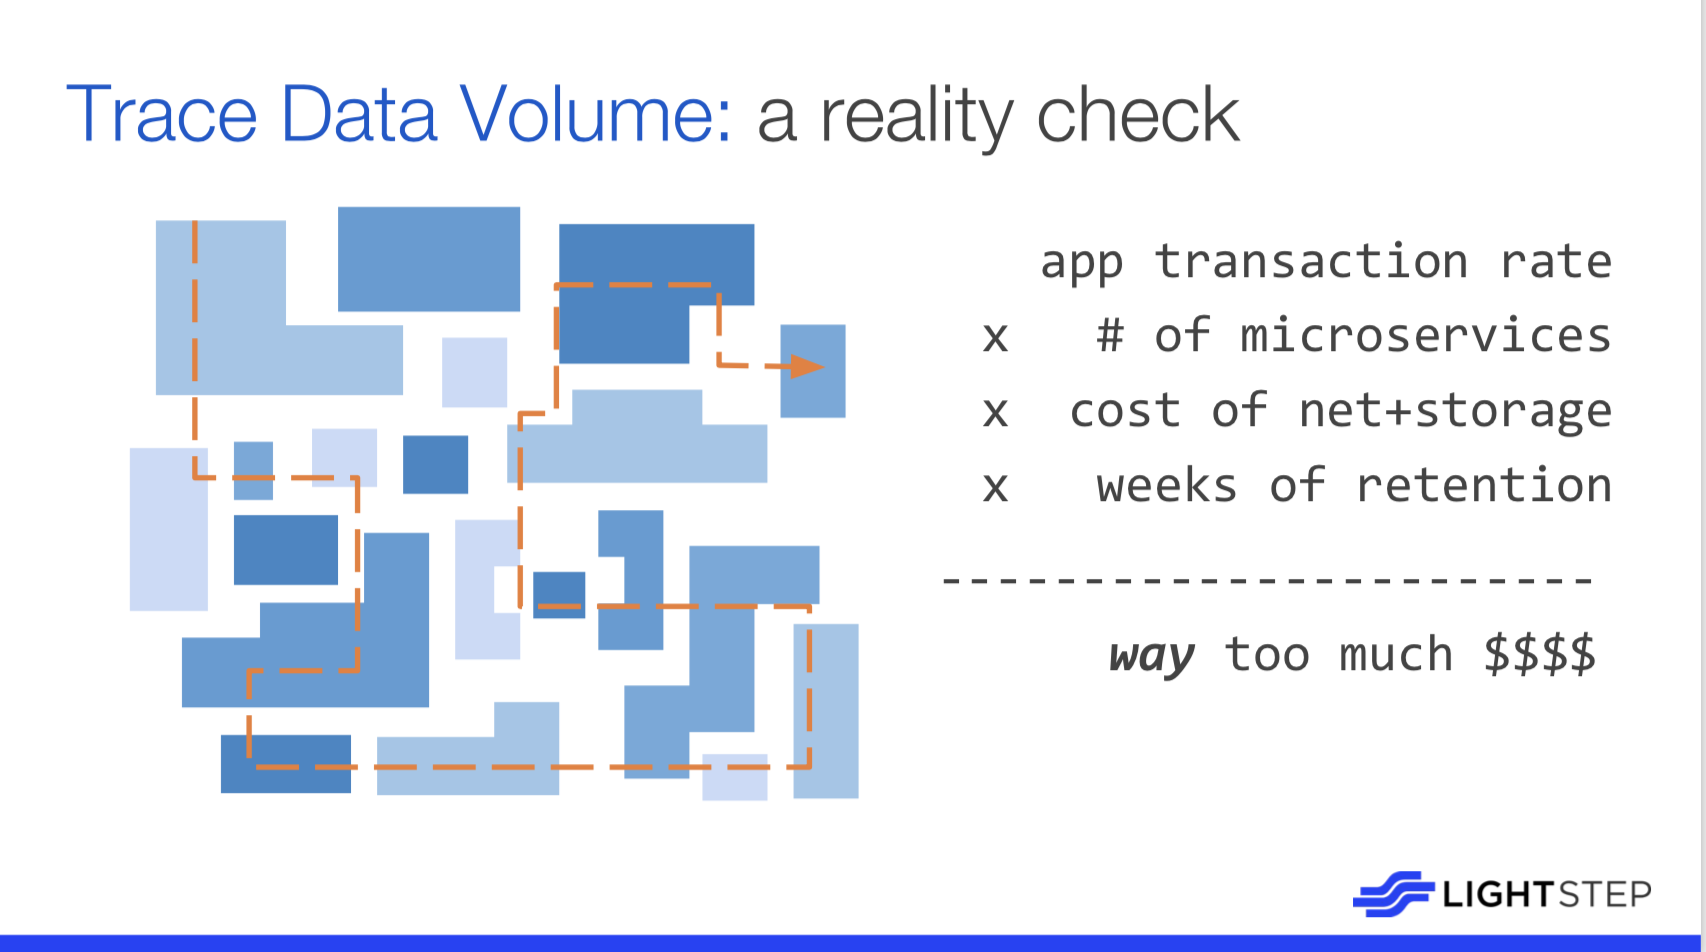 Trace Data Volume: a reality check
app transaction rate
x # of microservices
x cost of net+storage
x weeks of retention
-----------------------
way too much $$$$
LIGHTSTEP